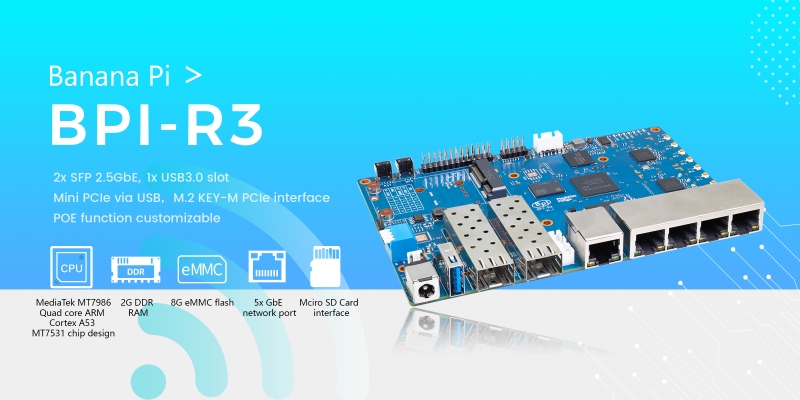 Banana Pi >
BPI-R3
2x SFP 2.5GbE, 1x USB3.0 slot
Mini PCIe via USB, M.2 KEY-M PCIe interface
POE function customizable
CPU
DDR
eMMC
MediaTek MT7986
Quad core ARM
Cortex A53
MT7531 chip design
2G DDR
RAM
8G eMMC flash
5x GbE
network port
Mciro SD Card
interface